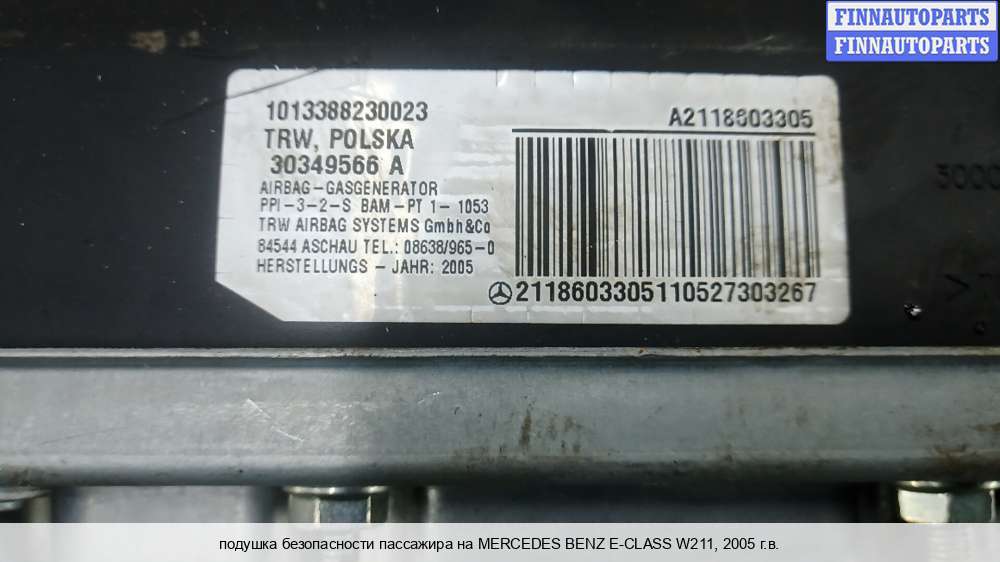 FINNAUTOPARTS
FINNAUTOPARTS
1013388230023
TRW, POLSKA
30349566 A
AIRBAG-GASGENERATOR
PPI-3-2-S BAM-PT 1- 1053
TRW AIRBAG SYSTEMS Gmbh&Co
84544 ASCHAU TEL.: 08638/965-0
HERSTELLUNGS - JAHR: 2005
A2118603305
2118603305110527303267
подушка безопасности пассажира на MERCEDES BENZ E-CLASS W211, 2005 г.в.